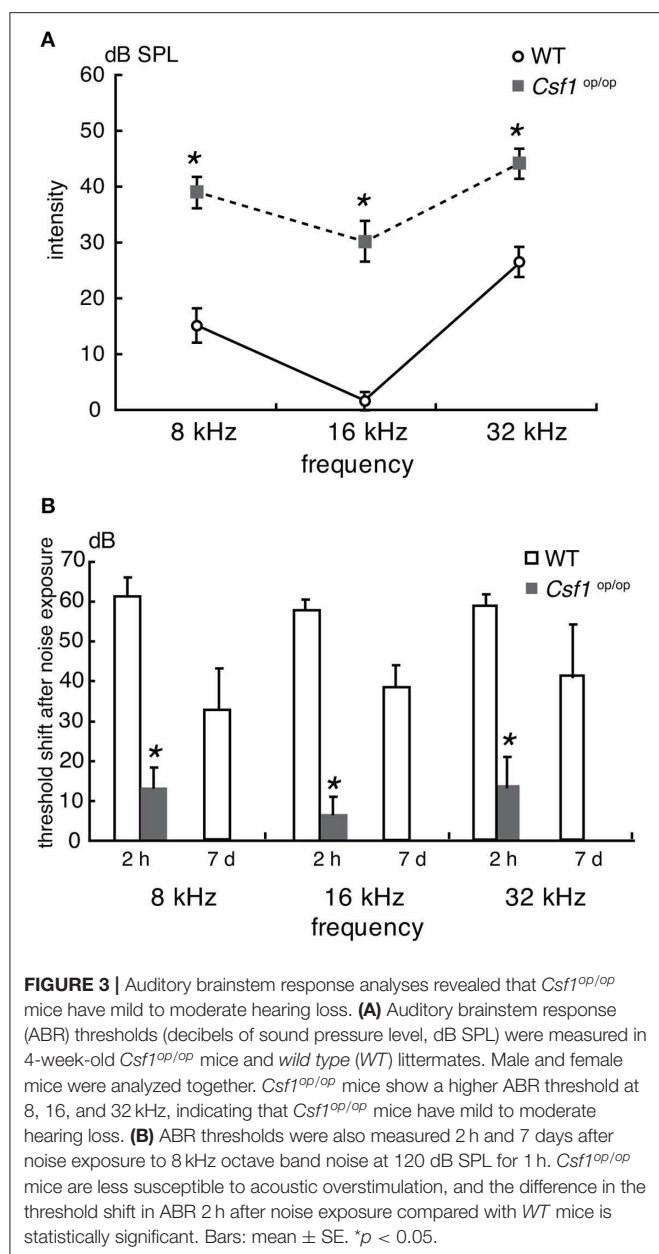 A
dB SPL
WT
Csf1 op/op
60
50
40
30
20
10
0
intensity
*
*
*
8 kHz 16 kHz 32 kHz
frequency
B
dB
WT
Csf1 op/op
70
60
50
40
30
20
10
0
threshold shift after noise exposure
*
*
*
2 h 7 d 2 h 7 d 2 h 7 d
8 kHz 16 kHz 32 kHz
frequency
FIGURE 3 | Auditory brainstem response analyses revealed that Csf1op/op
mice have mild to moderate hearing loss. (A) Auditory brainstem response
(ABR) thresholds (decibels of sound pressure level, dB SPL) were measured in
4-week-old Csf1op/op mice and wild type (WT) littermates. Male and female
mice were analyzed together. Csf1op/op mice show a higher ABR threshold at
8, 16, and 32 kHz, indicating that Csf1op/op mice have mild to moderate
hearing loss. (B) ABR thresholds were also measured 2 h and 7 days after
noise exposure to 8 kHz octave band noise at 120 dB SPL for 1 h. Csf1op/op
mice are less susceptible to acoustic overstimulation, and the difference in the
threshold shift in ABR 2 h after noise exposure compared with WT mice is
statistically significant. Bars: mean ± SE. *p < 0.05.